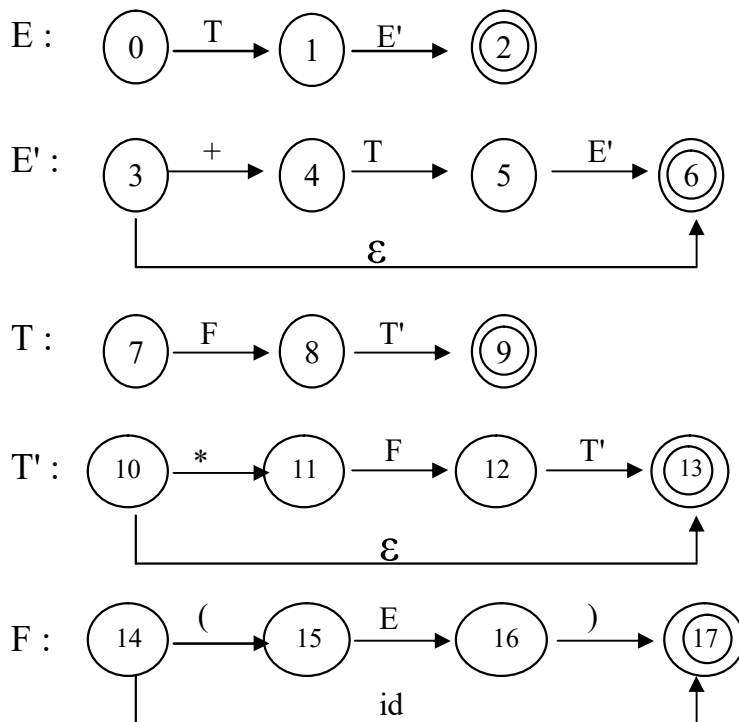 T E'
E : 0 1 2
+ T E'
E' : 3 4 5 6
ε
F T'
T : 7 8 9
* F T'
T' : 10 11 12 13
ε
( E )
F : 14 15 16 17
id